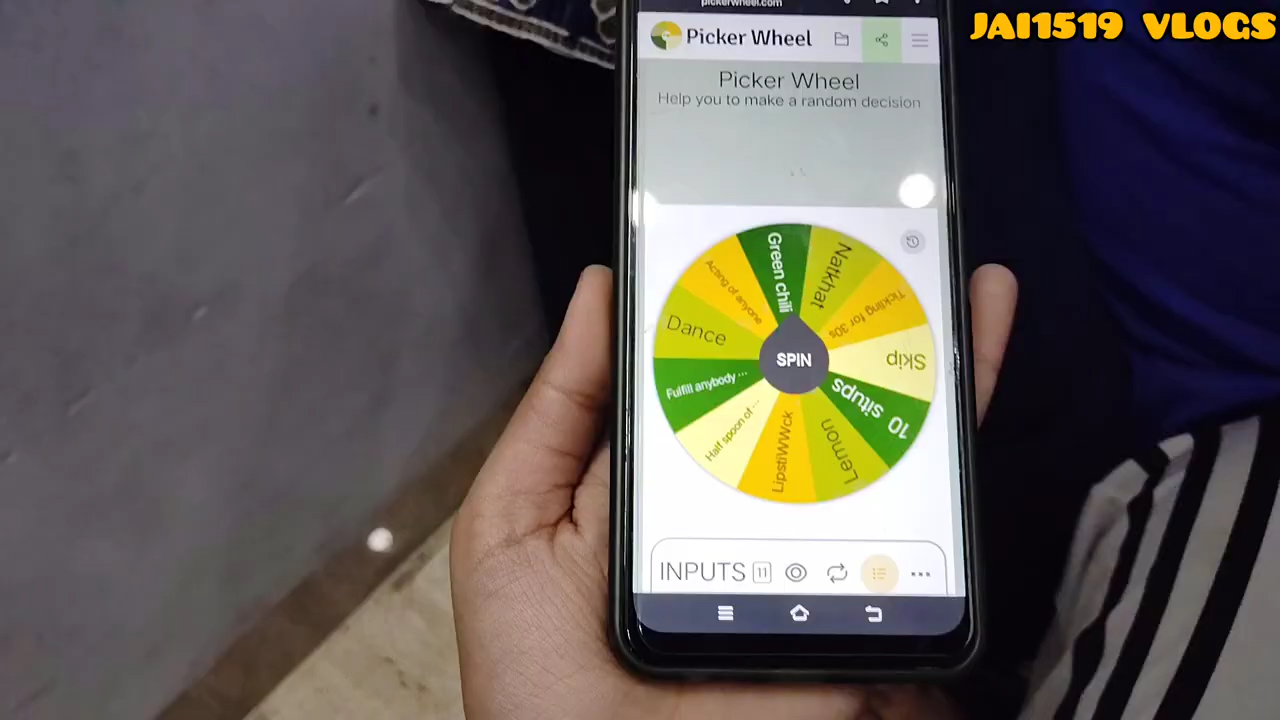 pickerwheel.com
JAI1519 VLOGS
Picker Wheel
Picker Wheel
Help you to make a random decision
Green chili
Natkhat
Tickling for 30s
Skip
10 situps
Lemon
LipstiWWck
Half spoon of ...
Fulfill anybody ...
Dance
Acting of anyone
SPIN
INPUTS 11